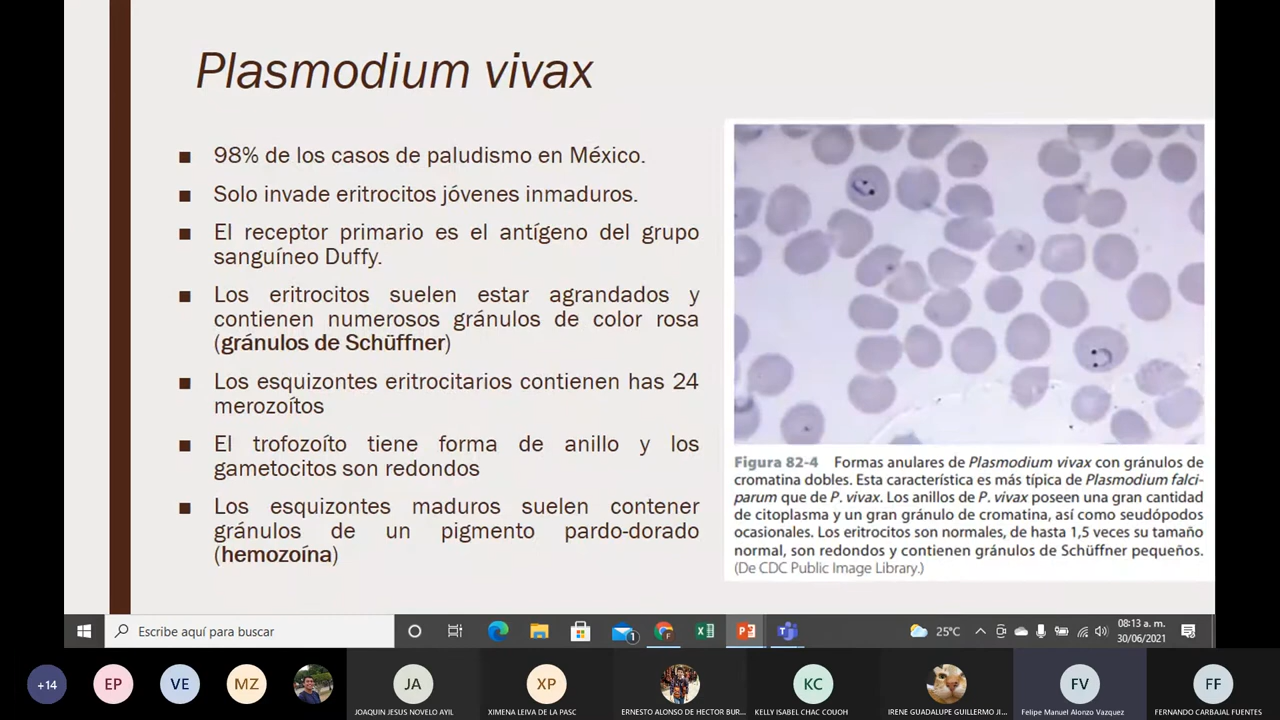 Plasmodium vivax
98% de los casos de paludismo en México.
Solo invade eritrocitos jóvenes inmaduros.
El receptor primario es el antígeno del grupo
sanguíneo Duffy.
Los eritrocitos suelen estar agrandados y
contienen numerosos gránulos de color rosa
(gránulos de Schüffner)
Los esquizontes eritrocitarios contienen has 24
merozoítos
El trofozoíto tiene forma de anillo y los
gametocitos son redondos
Los esquizontes maduros suelen contener
gránulos de un pigmento pardo-dorado
(hemozoína)
Figura 82-4 Formas anulares de Plasmodium vivax con gránulos de
cromatina dobles. Esta característica es más típica de Plasmodium falci-
parum que de P. vivax. Los anillos de P. vivax poseen una gran cantidad
de citoplasma y un gran gránulo de cromatina, así como seudópodos
ocasionales. Los eritrocitos son normales, de hasta 1,5 veces su tamaño
normal, son redondos y contienen gránulos de Schüffner pequeños.
(De CDC Public Image Library.)
Escribe aquí para buscar
1
25°C
08:13 a. m.
30/06/2021
+14
EP
VE
MZ
JA
XP
KC
FV
FF
JOAQUIN JESUS NOVELO AYIL
XIMENA LEIVA DE LA PASC
ERNESTO ALONSO DE HECTOR BUR...
KELLY ISABEL CHAC COUOH
IRENE GUADALUPE GUILLERMO JI...
Felipe Manuel Alonzo Vazquez
FERNANDO CARBAJAL FUENTES